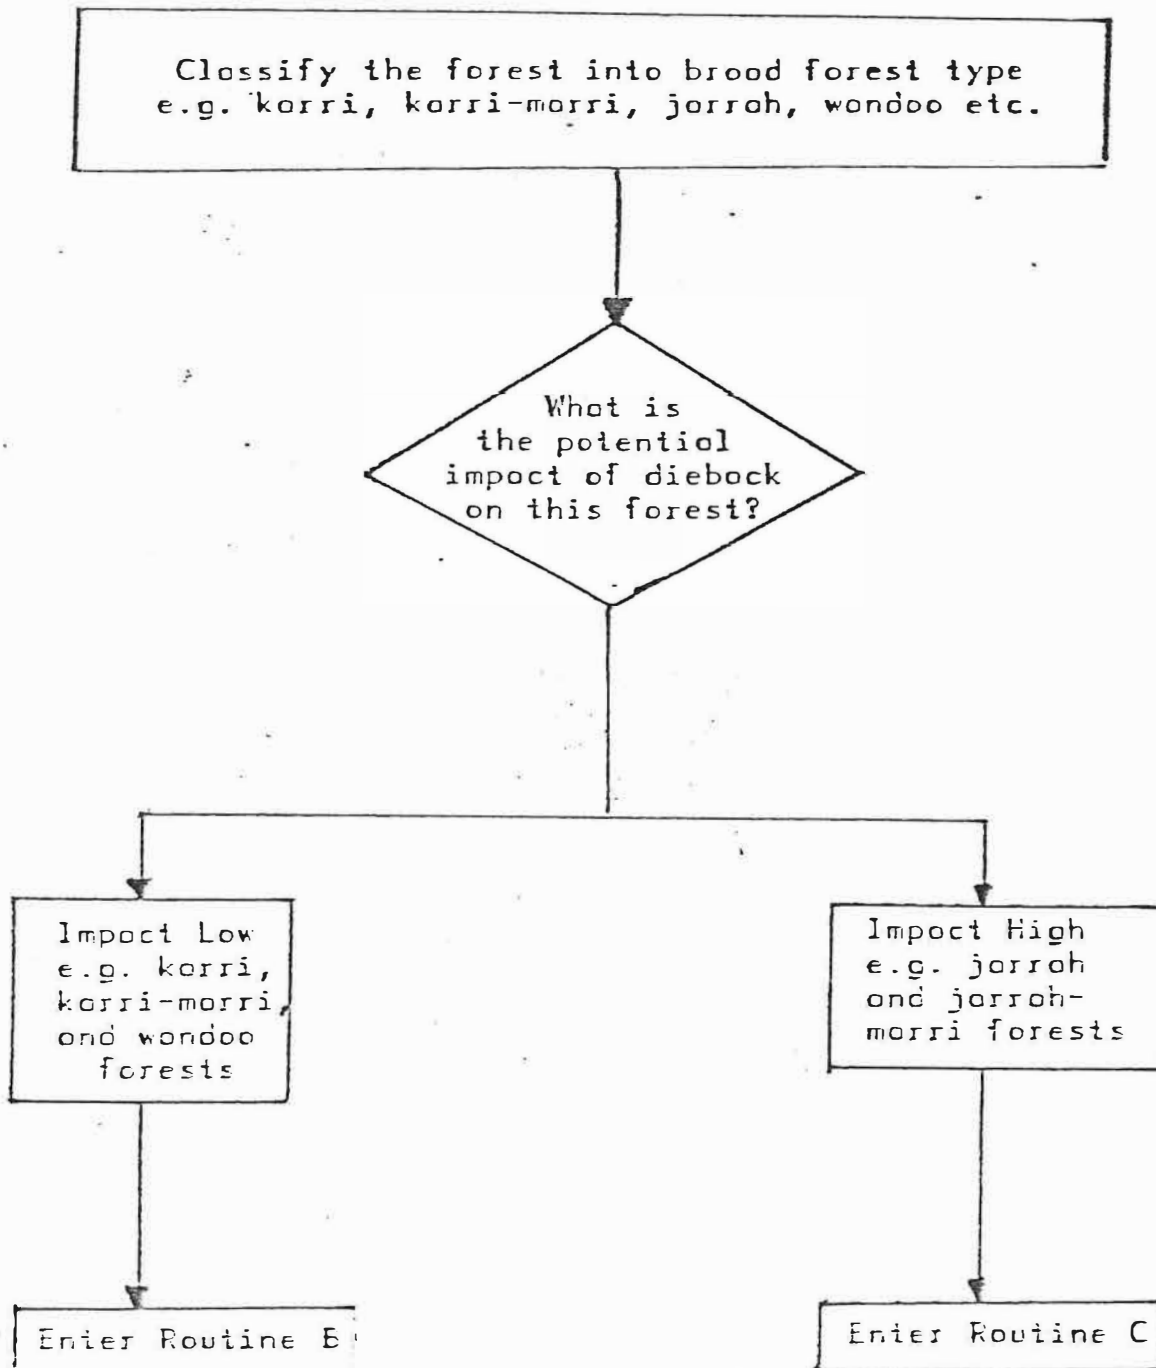 Classify the forest into broad forest type
e.g. karri, karri-marri, jarrah, wandoo etc.
What is
the potential
impact of dieback
on this forest?
Impact Low
e.g. karri,
karri-marri,
and wandoo
forests
Impact High
e.g. jarrah
and jarrah-
marri forests
Enter Routine B
Enter Routine C